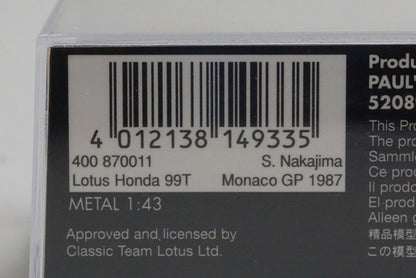 4 012138 149335
400 870011 S. Nakajima
Lotus Honda 99T Monaco GP 1987
METAL 1:43
Approved and licensed by
Classic Team Lotus Ltd.
Produ
PAUL'
5208
This Pro
The pro
Sammle
Ce prod
Il prod
El prod
Alleen g
精品模型
この模